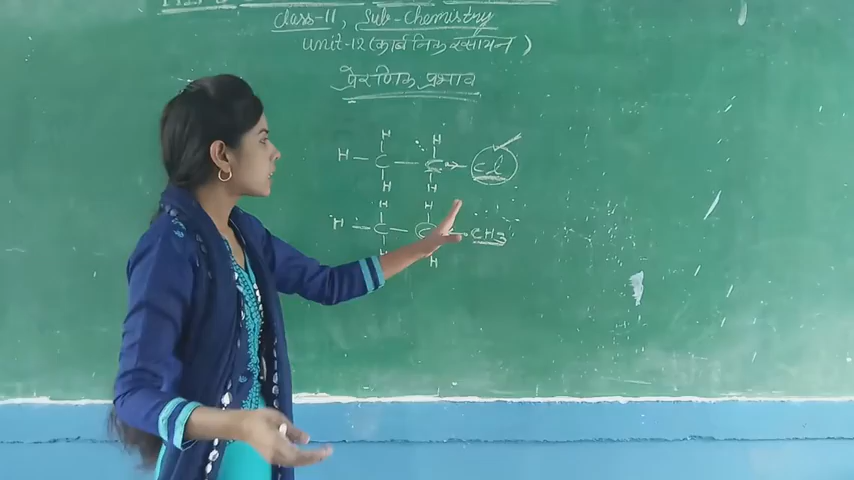 Class-11, Sub-Chemistry
Unit-12 (कार्बनिक रसायन)
प्रेरणिक प्रभाव
H H
H - C - C - Cl
H H
H H
H - C - C - CH3
H H